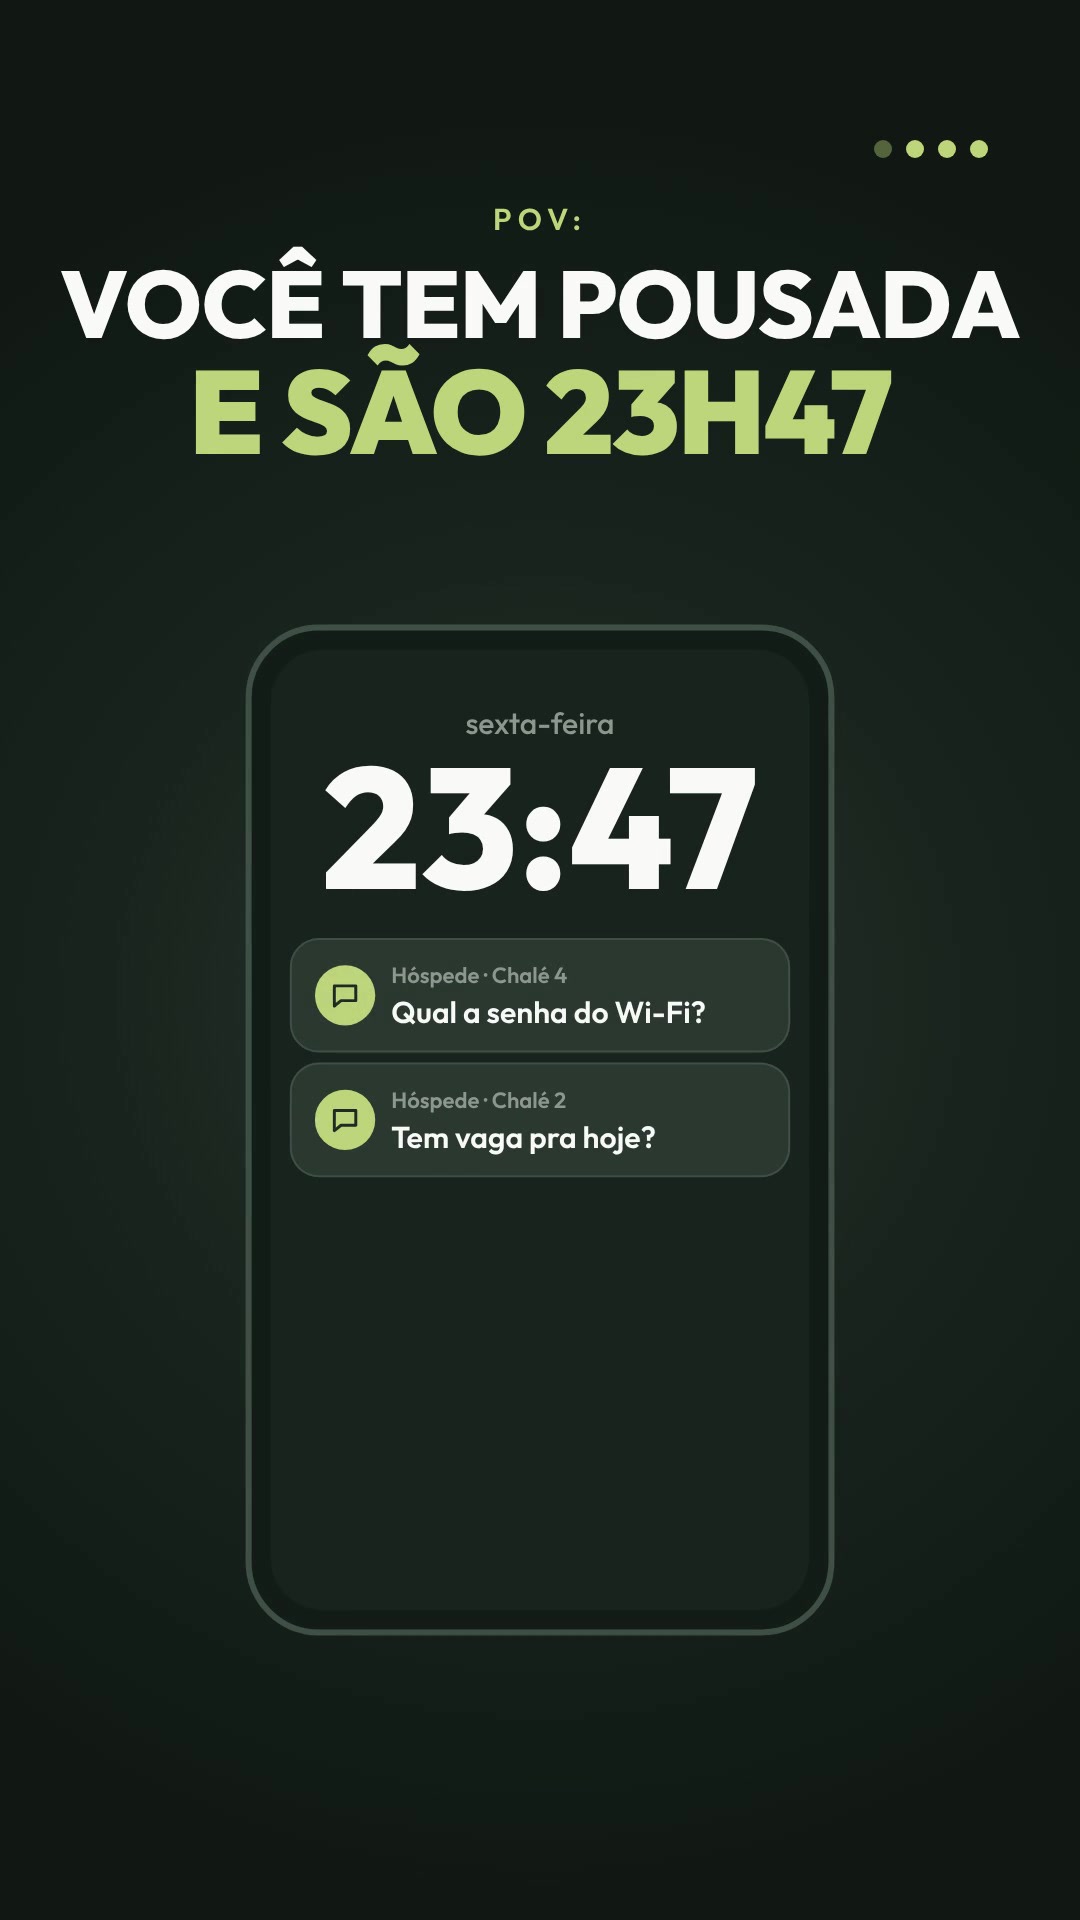 POV:
VOCÊ TEM POUSADA
E SÃO 23H47
sexta-feira
23:47
Hóspede · Chalé 4
Qual a senha do Wi-Fi?
Hóspede · Chalé 2
Tem vaga pra hoje?